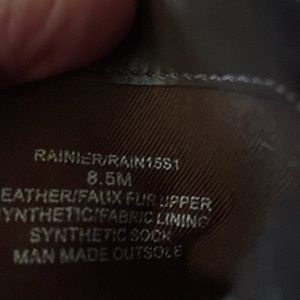 RAINIER/RAIN15S1
8.5M
EATHER/FAUX FUR UPPER
YNTHETIC/FABRIC LINING
SYNTHETIC SOCK
MAN MADE OUTSOLE